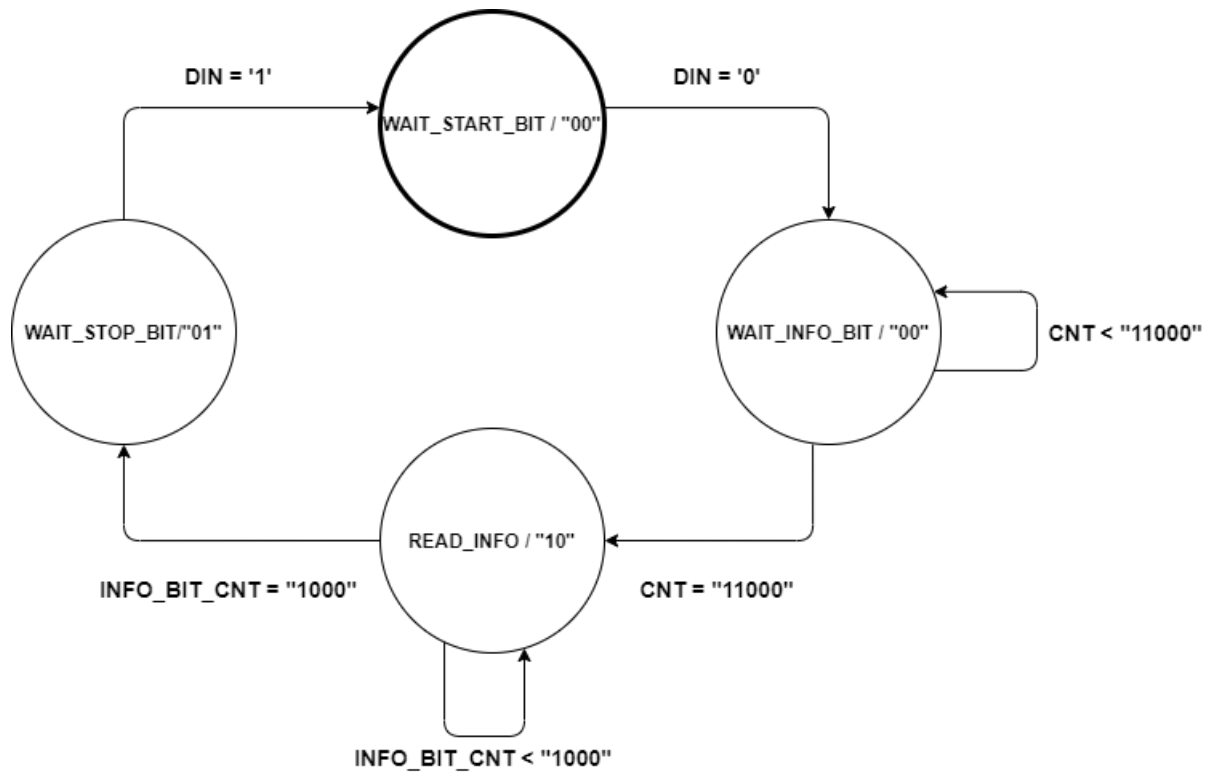 DIN = '1'
DIN = '0'
WAIT_START_BIT / "00"
WAIT_STOP_BIT/"01"
WAIT_INFO_BIT / "00"
CNT < "11000"
READ_INFO / "10"
INFO_BIT_CNT = "1000"
CNT = "11000"
INFO_BIT_CNT < "1000"